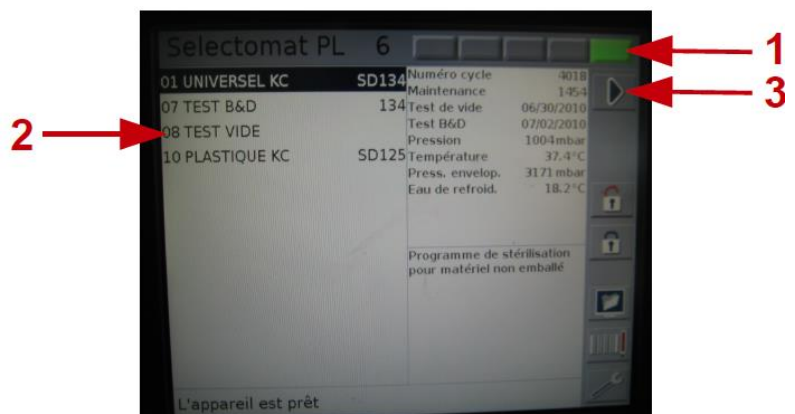 Selectomat PL 6
1
01 UNIVERSEL KC SD134
07 TEST B&D 134
2
08 TEST VIDE
10 PLASTIQUE KC SD125
Numéro cycle 4018
Maintenance 1454
3
Test de vide 06/30/2010
Test B&D 07/02/2010
Pression 1004mbar
Température 37.4°C
Press. envelop. 3171 mbar
Eau de refroid. 18.2°C
Programme de stérilisation
pour matériel non emballé
L'appareil est prêt